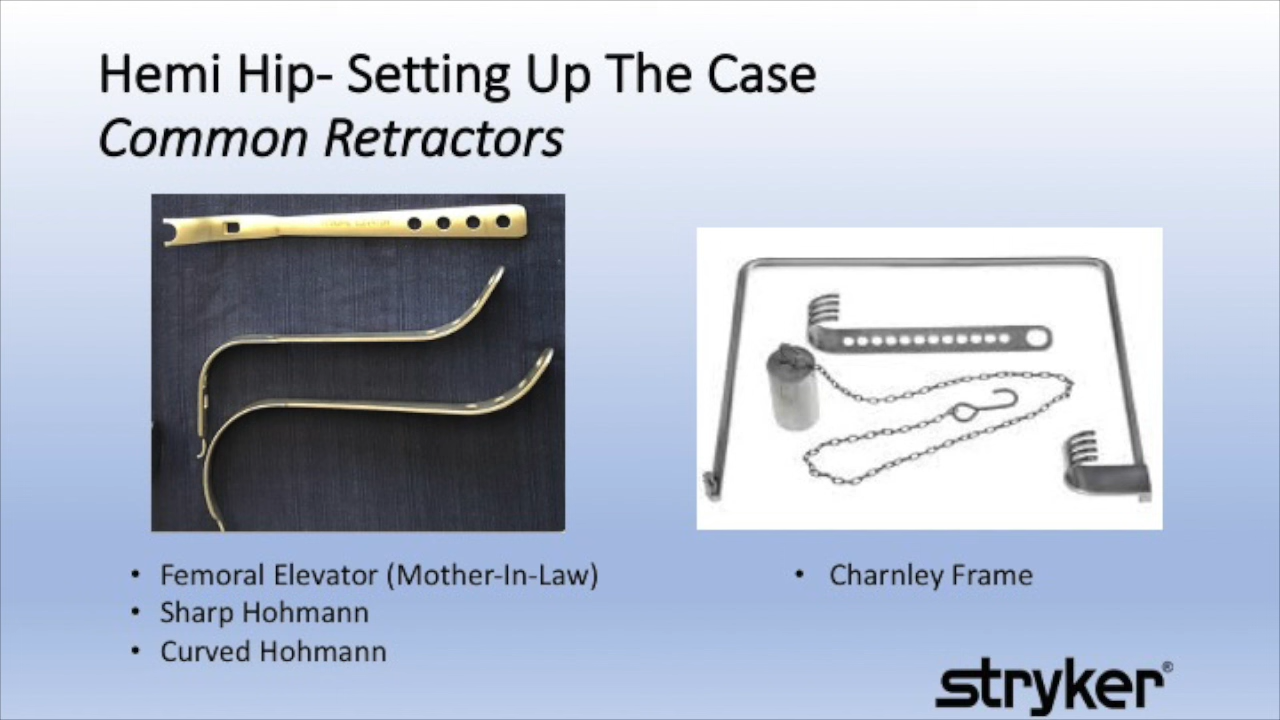 Hemi Hip- Setting Up The Case
Common Retractors
• Femoral Elevator (Mother-In-Law)
• Sharp Hohmann
• Curved Hohmann
• Charnley Frame
stryker®